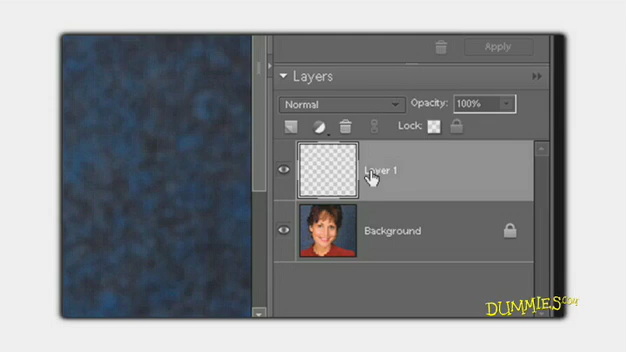 Apply
Layers
Normal
Opacity: 100%
Lock:
Layer 1
Background
DUMMIES.com